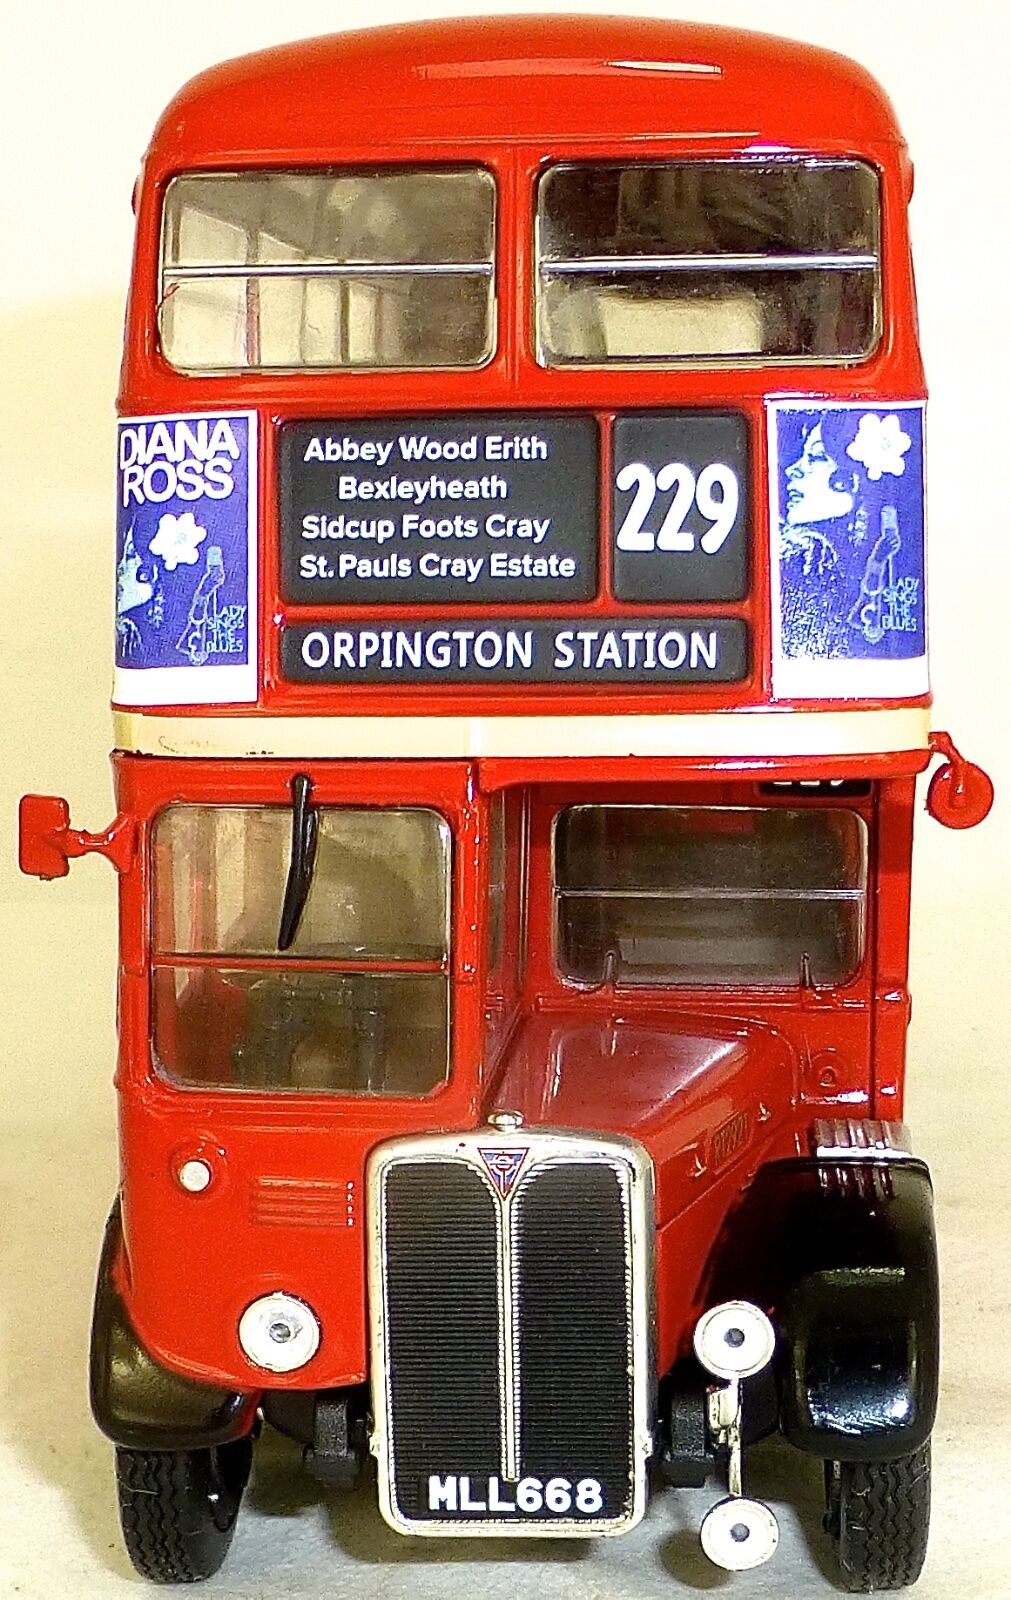 DIANA
ROSS
LADY
SINGS
THE
BLUES
Abbey Wood Erith
Bexleyheath
Sidcup Foots Cray
St. Pauls Cray Estate
229
ORPINGTON STATION
LADY
SINGS
THE
BLUES
MLL668